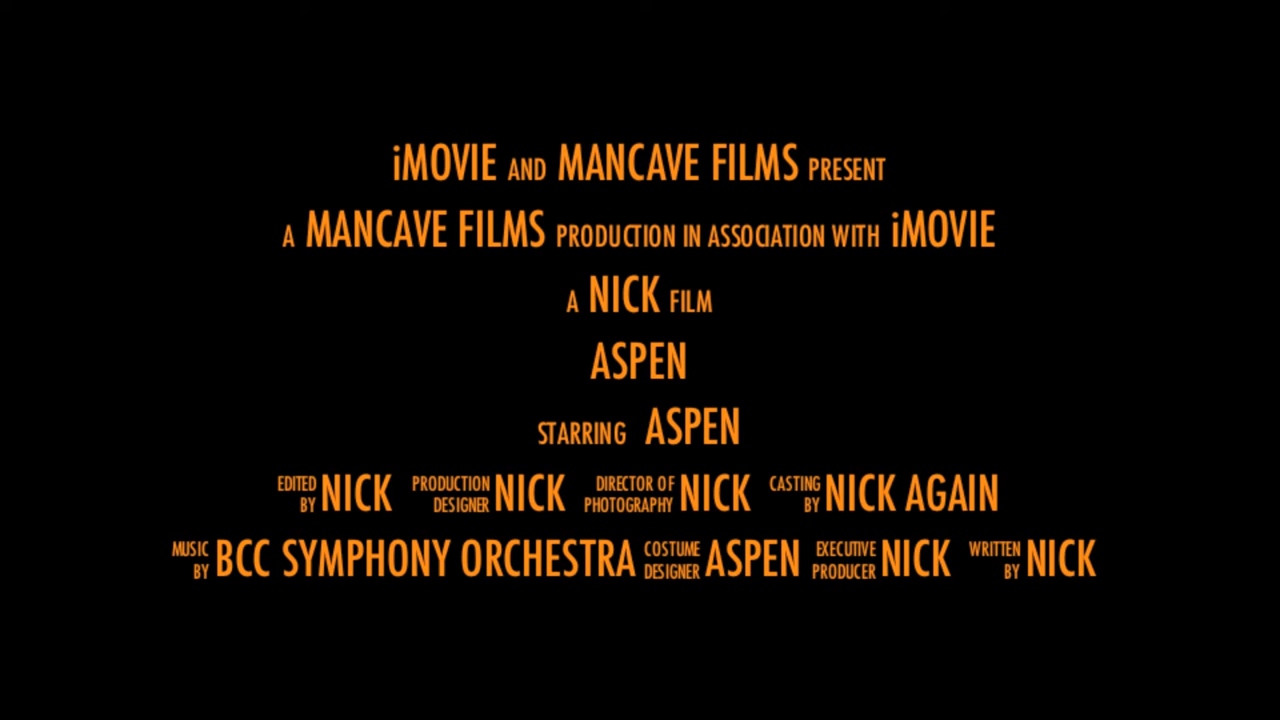 iMOVIE AND MANCAVE FILMS PRESENT
A MANCAVE FILMS PRODUCTION IN ASSOCIATION WITH iMOVIE
A NICK FILM
ASPEN
STARRING ASPEN
EDITED BY NICK PRODUCTION DESIGNER NICK DIRECTOR OF PHOTOGRAPHY NICK CASTING BY NICK AGAIN
MUSIC BY BCC SYMPHONY ORCHESTRA COSTUME DESIGNER ASPEN EXECUTIVE PRODUCER NICK WRITTEN BY NICK